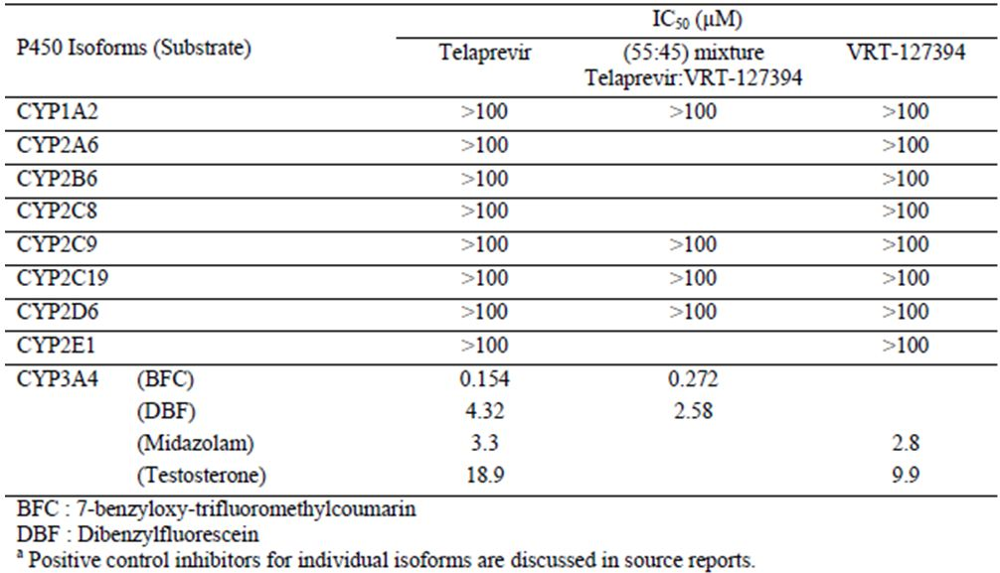 IC50 (μM)
P450 Isoforms (Substrate) Telaprevir (55:45) mixture VRT-127394
Telaprevir:VRT-127394
CYP1A2 >100 >100 >100
CYP2A6 >100 >100
CYP2B6 >100 >100
CYP2C8 >100 >100
CYP2C9 >100 >100 >100
CYP2C19 >100 >100 >100
CYP2D6 >100 >100 >100
CYP2E1 >100 >100
CYP3A4 (BFC) 0.154 0.272
(DBF) 4.32 2.58
(Midazolam) 3.3 2.8
(Testosterone) 18.9 9.9
BFC : 7-benzyloxy-trifluoromethylcoumarin
DBF : Dibenzylfluorescein
a Positive control inhibitors for individual isoforms are discussed in source reports.